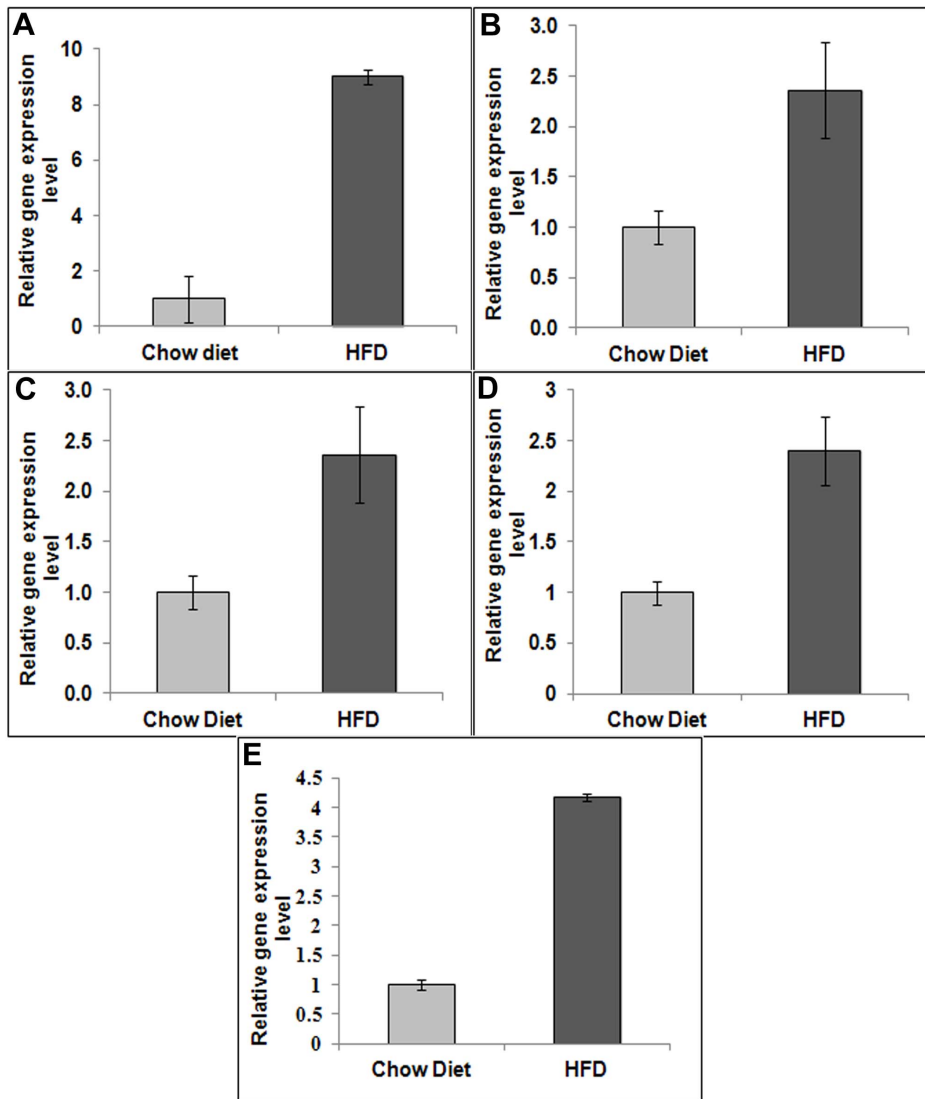 A
Relative gene expression
level
10
8
6
4
2
0
Chow diet
HFD
B
Relative gene expression
level
3.0
2.5
2.0
1.5
1.0
0.5
0.0
Chow Diet
HFD
C
Relative gene expression
level
3.0
2.5
2.0
1.5
1.0
0.5
0.0
Chow Diet
HFD
D
Relative gene expression
level
3
2.5
2
1.5
1
0.5
0
Chow Diet
HFD
E
Relative gene expression
level
4.5
4
3.5
3
2.5
2
1.5
1
0.5
0
Chow Diet
HFD